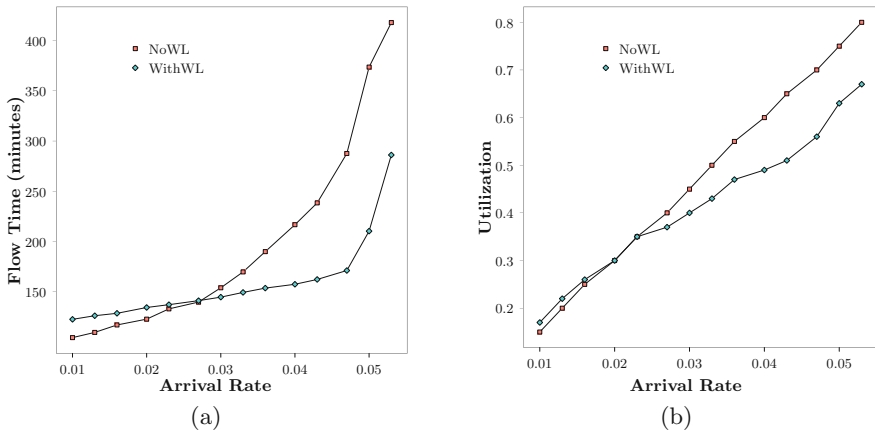 400
350
300
250
200
150
Flow Time (minutes)
NoWL
WithWL
0.01 0.02 0.03 0.04 0.05
Arrival Rate
(a)
0.8
0.7
0.6
0.5
0.4
0.3
0.2
Utilization
NoWL
WithWL
0.01 0.02 0.03 0.04 0.05
Arrival Rate
(b)